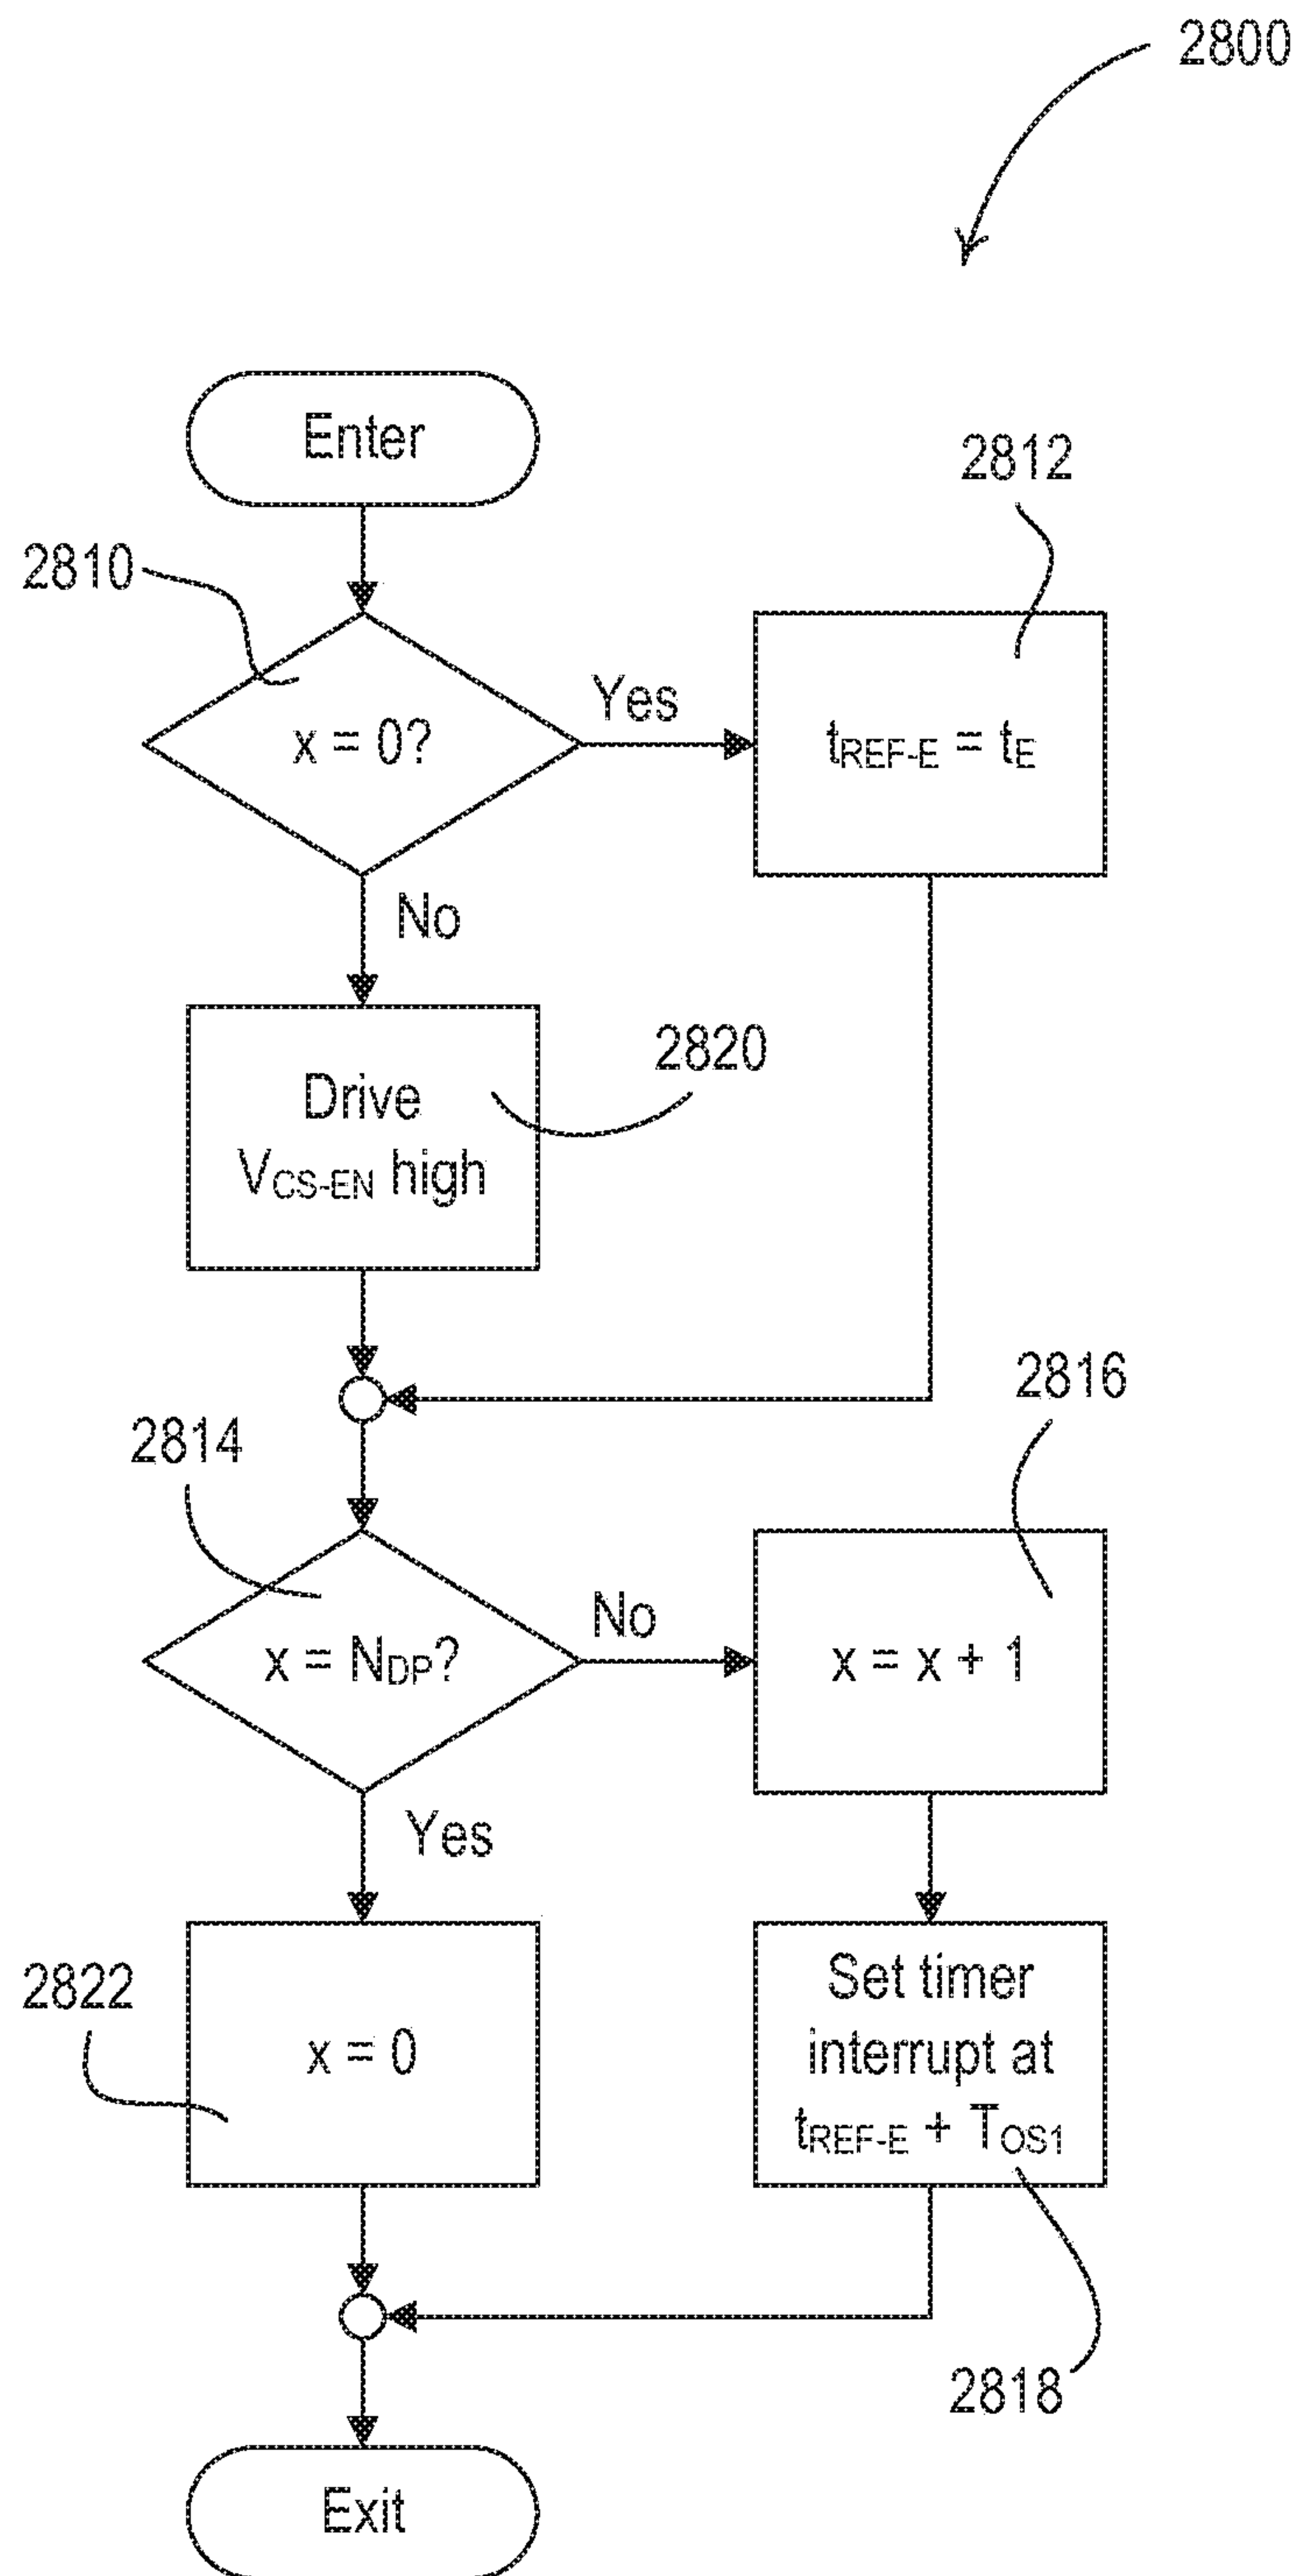 2800
Enter
2812
2810
Yes
x = 0?
tREF-E = tE
No
2820
Drive
VCS-EN high
2816
2814
No
x = NDP?
x = x + 1
Yes
2822
x = 0
Set timer
interrupt at
tREF-E + TOS1
2818
Exit